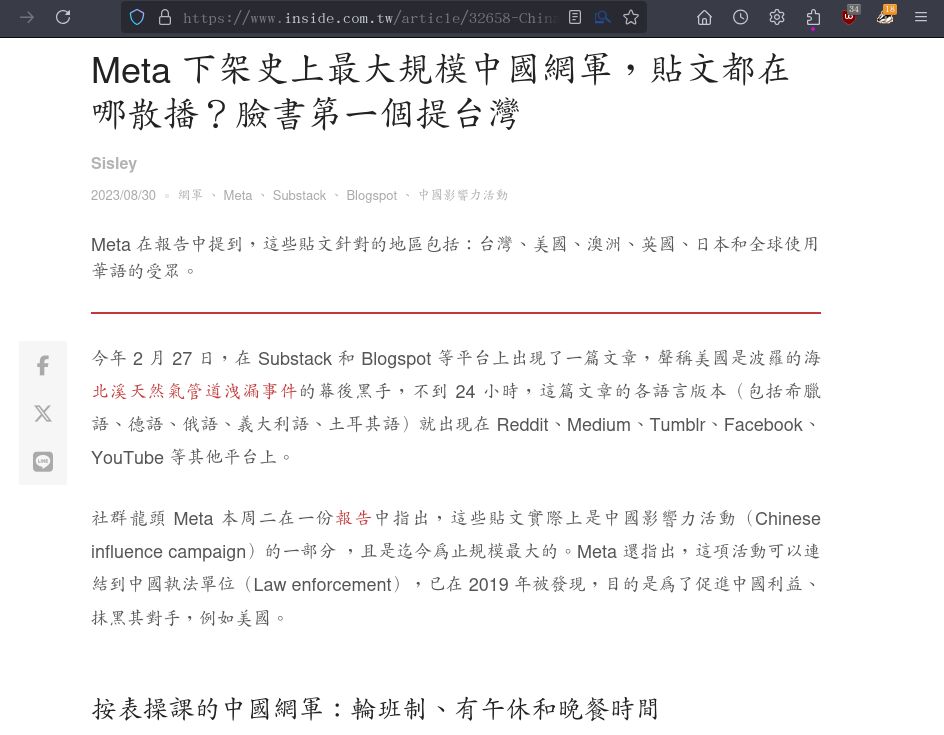 https://www.inside.com.tw/article/32658-China
34
18
Meta 下架史上最大規模中國網軍，貼文都在
哪散播？臉書第一個提台灣
Sisley
2023/08/30 。 網軍 、 Meta 、 Substack 、 Blogspot 、 中國影響力活動
Meta 在報告中提到，這些貼文針對的地區包括：台灣、美國、澳洲、英國、日本和全球使用
華語的受眾。
今年 2 月 27 日，在 Substack 和 Blogspot 等平台上出現了一篇文章，聲稱美國是波羅的海
北溪天然氣管道洩漏事件的幕後黑手，不到 24 小時，這篇文章的各語言版本（包括希臘
語、德語、俄語、義大利語、土耳其語）就出現在 Reddit、Medium、Tumblr、Facebook、
YouTube 等其他平台上。
社群龍頭 Meta 本周二在一份報告中指出，這些貼文實際上是中國影響力活動（Chinese
influence campaign）的一部分 ，且是迄今為止規模最大的。Meta 還指出，這項活動可以連
結到中國執法單位（Law enforcement），已在 2019 年被發現，目的是為了促進中國利益、
抹黑其對手，例如美國。
LINE
按表操課的中國網軍：輪班制、有午休和晚餐時間